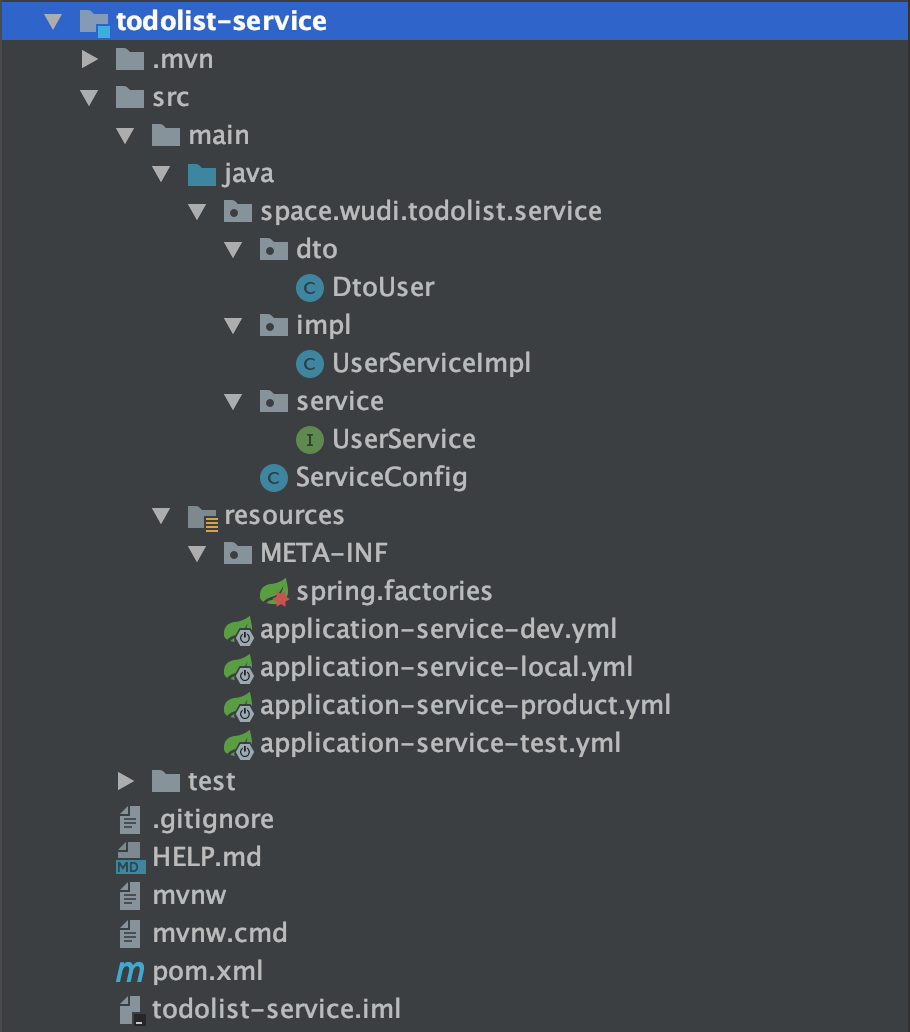 todolist-service
.mvn
src
main
java
space.wudi.todolist.service
dto
C DtoUser
impl
C UserServiceImpl
service
I UserService
C ServiceConfig
resources
META-INF
spring.factories
application-service-dev.yml
application-service-local.yml
application-service-product.yml
application-service-test.yml
test
.gitignore
MD HELP.md
mvnw
mvnw.cmd
m pom.xml
todolist-service.iml